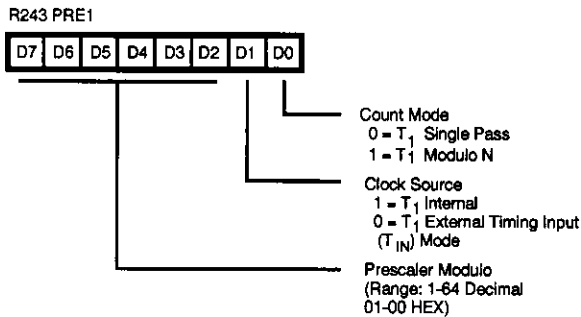 R243 PRE1
D7 D6 D5 D4 D3 D2 D1 D0
Count Mode
0 = T1 Single Pass
1 = T1 Modulo N
Clock Source
1 = T1 Internal
0 = T1 External Timing Input
(TIN) Mode
Prescaler Modulo
(Range: 1-64 Decimal
01-00 HEX)